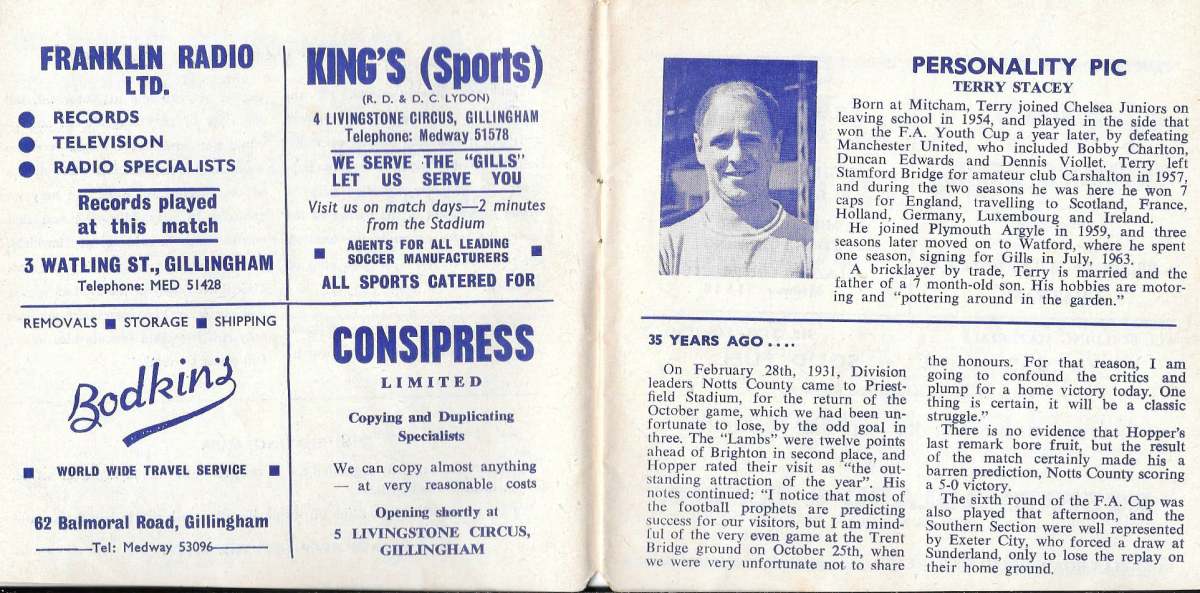 FRANKLIN RADIO
LTD.
● RECORDS
● TELEVISION
● RADIO SPECIALISTS
Records played
at this match
3 WATLING ST., GILLINGHAM
Telephone: MED 51428
KING'S (Sports)
(R. D. & D. C. LYDON)
4 LIVINGSTONE CIRCUS, GILLINGHAM
Telephone: Medway 51578
WE SERVE THE "GILLS"
LET US SERVE YOU
Visit us on match days—2 minutes
from the Stadium
■ AGENTS FOR ALL LEADING
SOCCER MANUFACTURERS ■
ALL SPORTS CATERED FOR
REMOVALS ■ STORAGE ■ SHIPPING
Bodkin's
■ WORLD WIDE TRAVEL SERVICE ■
62 Balmoral Road, Gillingham
Tel: Medway 53096
CONSIPRESS
LIMITED
Copying and Duplicating
Specialists
We can copy almost anything
— at very reasonable costs
Opening shortly at
5 LIVINGSTONE CIRCUS,
GILLINGHAM
PERSONALITY PIC
TERRY STACEY
Born at Mitcham, Terry joined Chelsea Juniors on
leaving school in 1954, and played in the side that
won the F.A. Youth Cup a year later, by defeating
Manchester United, who included Bobby Charlton,
Duncan Edwards and Dennis Viollet. Terry left
Stamford Bridge for amateur club Carshalton in 1957,
and during the two seasons he was here he won 7
caps for England, travelling to Scotland, France,
Holland, Germany, Luxembourg and Ireland.
He joined Plymouth Argyle in 1959, and three
seasons later moved on to Watford, where he spent
one season, signing for Gills in July, 1963.
A bricklayer by trade, Terry is married and the
father of a 7 month-old son. His hobbies are motor-
ing and "pottering around in the garden."
35 YEARS AGO....
On February 28th, 1931, Division
leaders Notts County came to Priest-
field Stadium, for the return of the
October game, which we had been un-
fortunate to lose, by the odd goal in
three. The "Lambs" were twelve points
ahead of Brighton in second place, and
Hopper rated their visit as "the out-
standing attraction of the year". His
notes continued: "I notice that most of
the football prophets are predicting
success for our visitors, but I am mind-
ful of the very even game at the Trent
Bridge ground on October 25th, when
we were very unfortunate not to share
the honours. For that reason, I am
going to confound the critics and
plump for a home victory today. One
thing is certain, it will be a classic
struggle."
There is no evidence that Hopper's
last remark bore fruit, but the result
of the match certainly made his a
barren prediction, Notts County scoring
a 5-0 victory.
The sixth round of the F.A. Cup was
also played that afternoon, and the
Southern Section were well represented
by Exeter City, who forced a draw at
Sunderland, only to lose the replay on
their home ground.